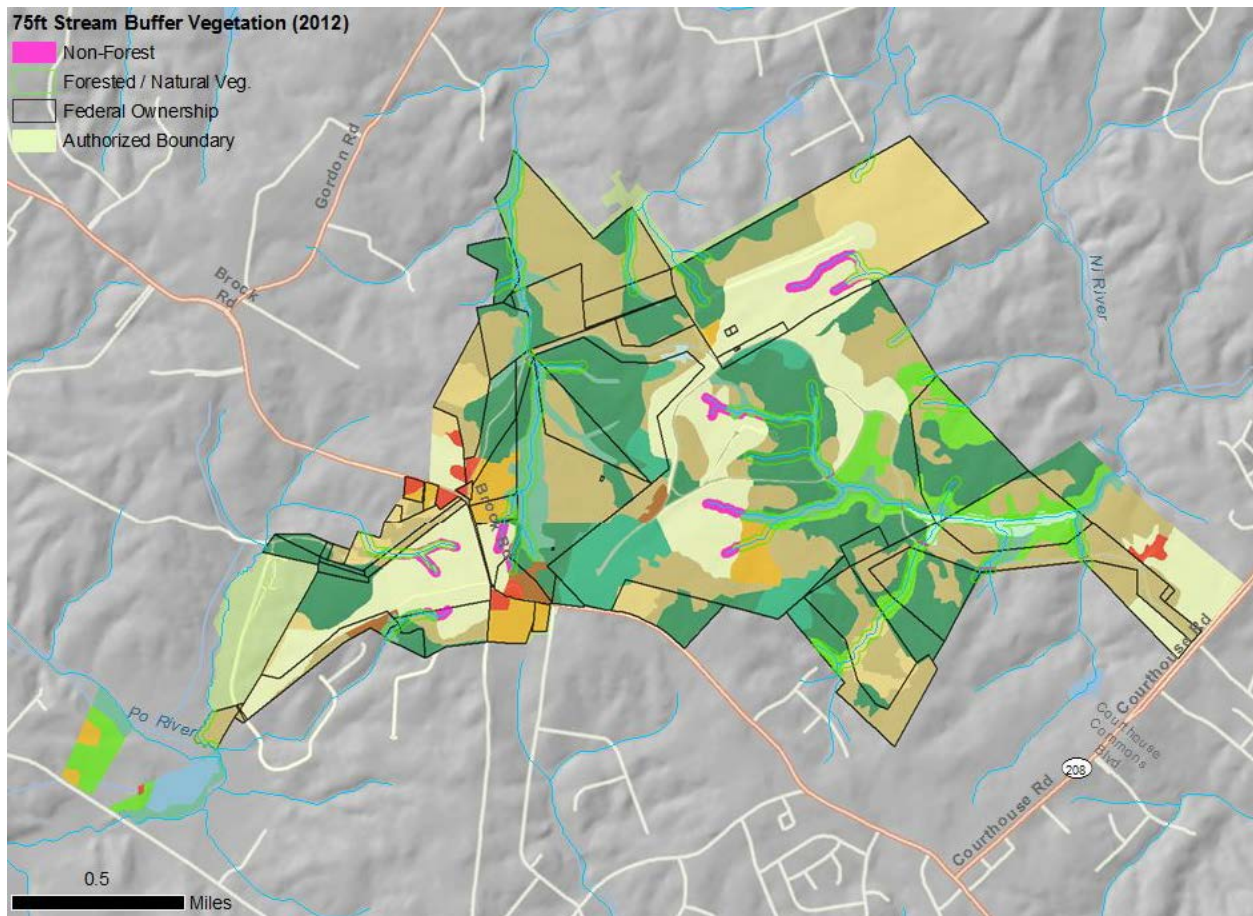 75ft Stream Buffer Vegetation (2012)
Non-Forest
Forested / Natural Veg.
Federal Ownership
Authorized Boundary
Gordon Rd
Brock
Rd
Ni River
Brock Rd
Po River
Courthouse Rd
Courthouse
Commons
Blvd
208
Courthouse Rd
0.5
Miles